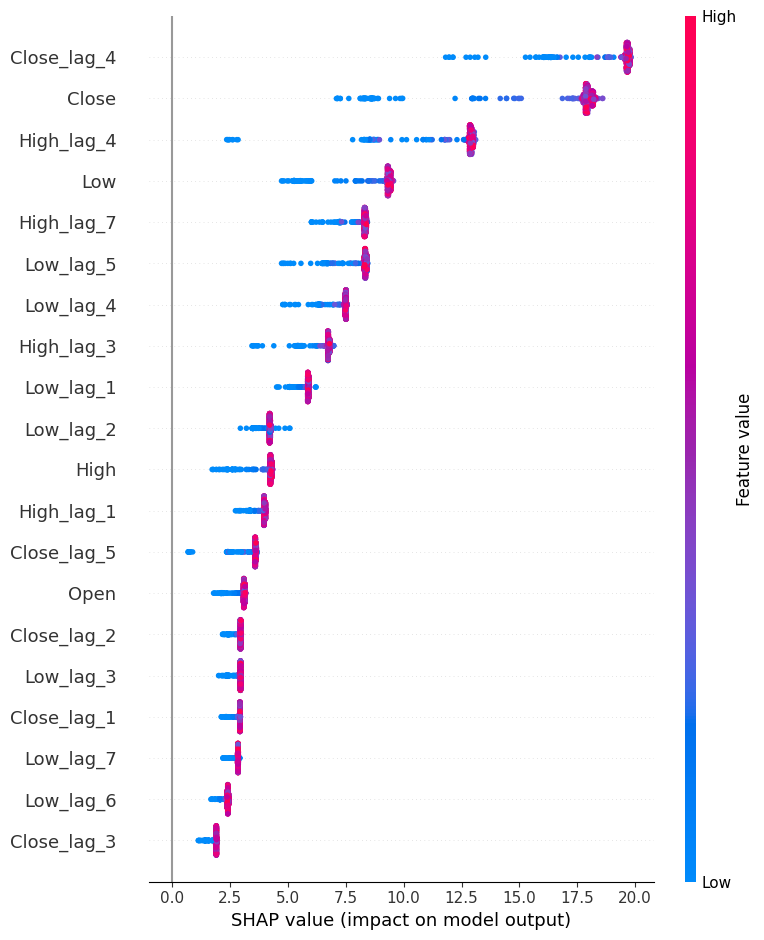 High
Close_lag_4
Close
High_lag_4
Low
High_lag_7
Low_lag_5
Low_lag_4
High_lag_3
Low_lag_1
Low_lag_2
High
High_lag_1
Close_lag_5
Open
Close_lag_2
Low_lag_3
Close_lag_1
Low_lag_7
Low_lag_6
Close_lag_3
Feature value
Low
0.0 2.5 5.0 7.5 10.0 12.5 15.0 17.5 20.0
SHAP value (impact on model output)